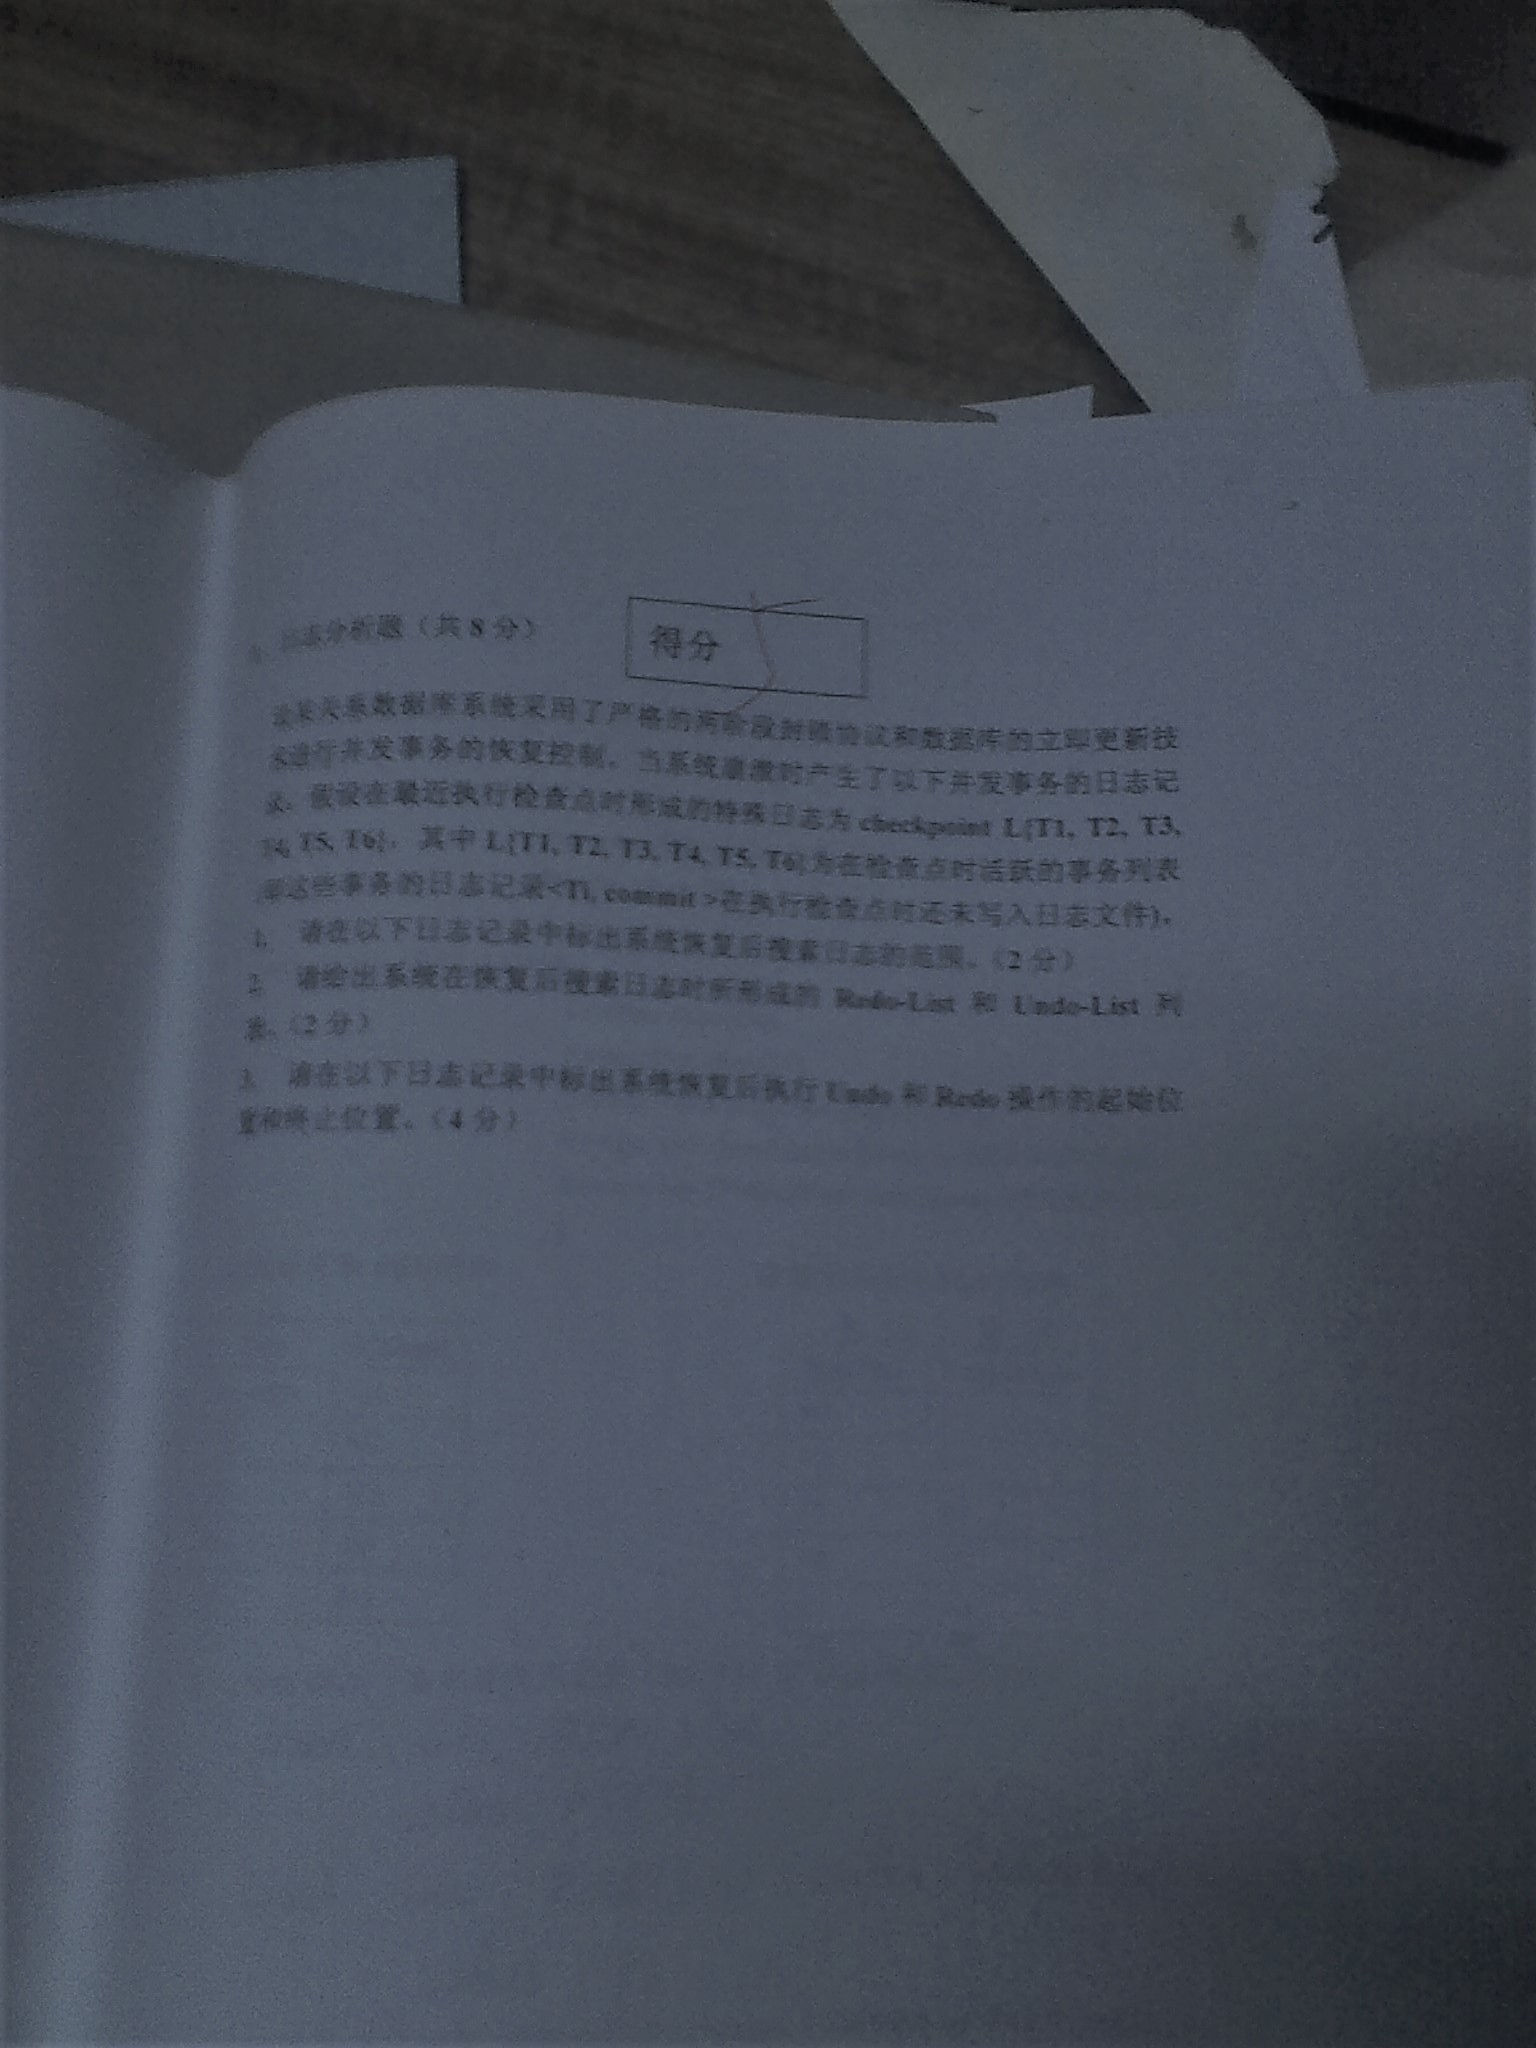 日志分析题（共 8 分）
得分
某关系数据库系统采用了严格的两阶段封锁协议和数据库的立即更新技
术进行并发事务的恢复控制。当系统崩溃时产生了以下并发事务的日志记
录。假设在最近执行检查点时形成的特殊日志为 checkpoint L{T1, T2, T3,
T4, T5, T6}，其中 L{T1, T2, T3, T4, T5, T6}为在检查点时活跃的事务列表
(即这些事务的日志记录<Ti, commit >在执行检查点时还未写入日志文件)。
1. 请在以下日志记录中标出系统恢复后搜索日志的范围。（2 分）
2. 请给出系统在恢复后搜索日志时所形成的 Redo-List 和 Undo-List 列
表。（2 分）
3. 请在以下日志记录中标出系统恢复后执行 Undo 和 Redo 操作的起始位
置和终止位置。（4 分）